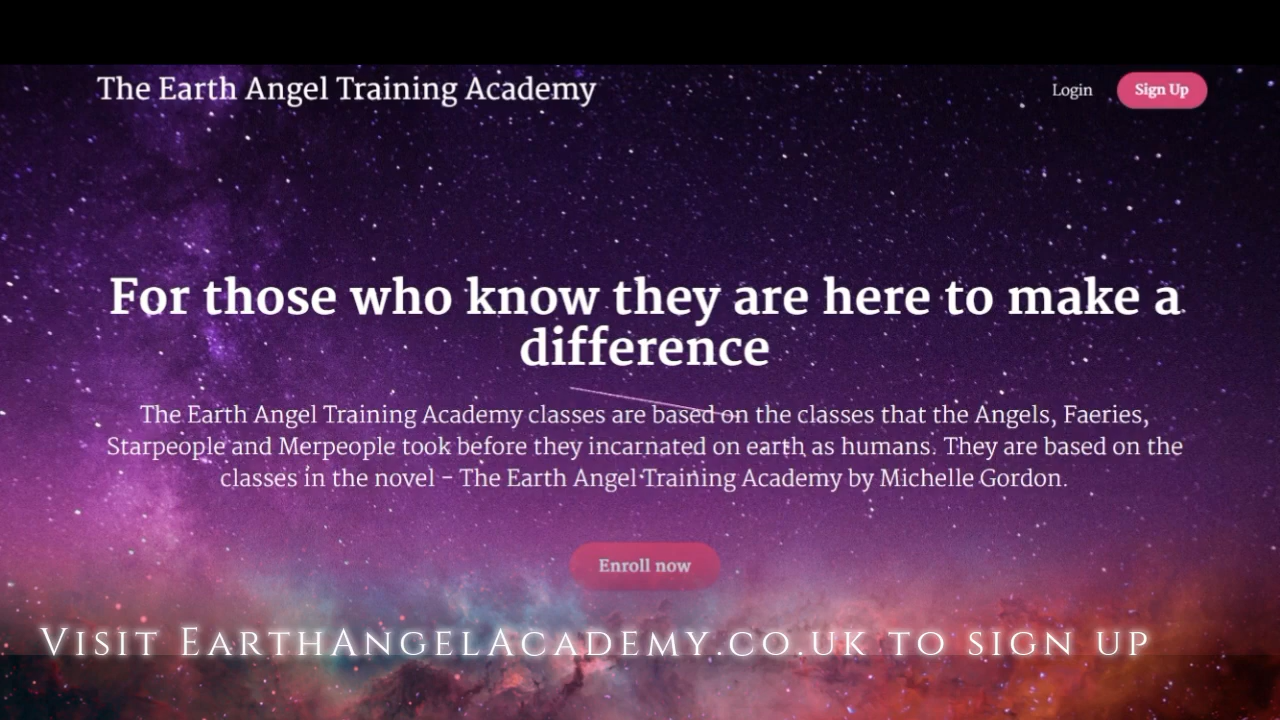 The Earth Angel Training Academy
Login
Sign Up
For those who know they are here to make a
difference
The Earth Angel Training Academy classes are based on the classes that the Angels, Faeries,
Starpeople and Merpeople took before they incarnated on earth as humans. They are based on the
classes in the novel - The Earth Angel Training Academy by Michelle Gordon.
Enroll now
Visit EarthAngelAcademy.co.uk to sign up